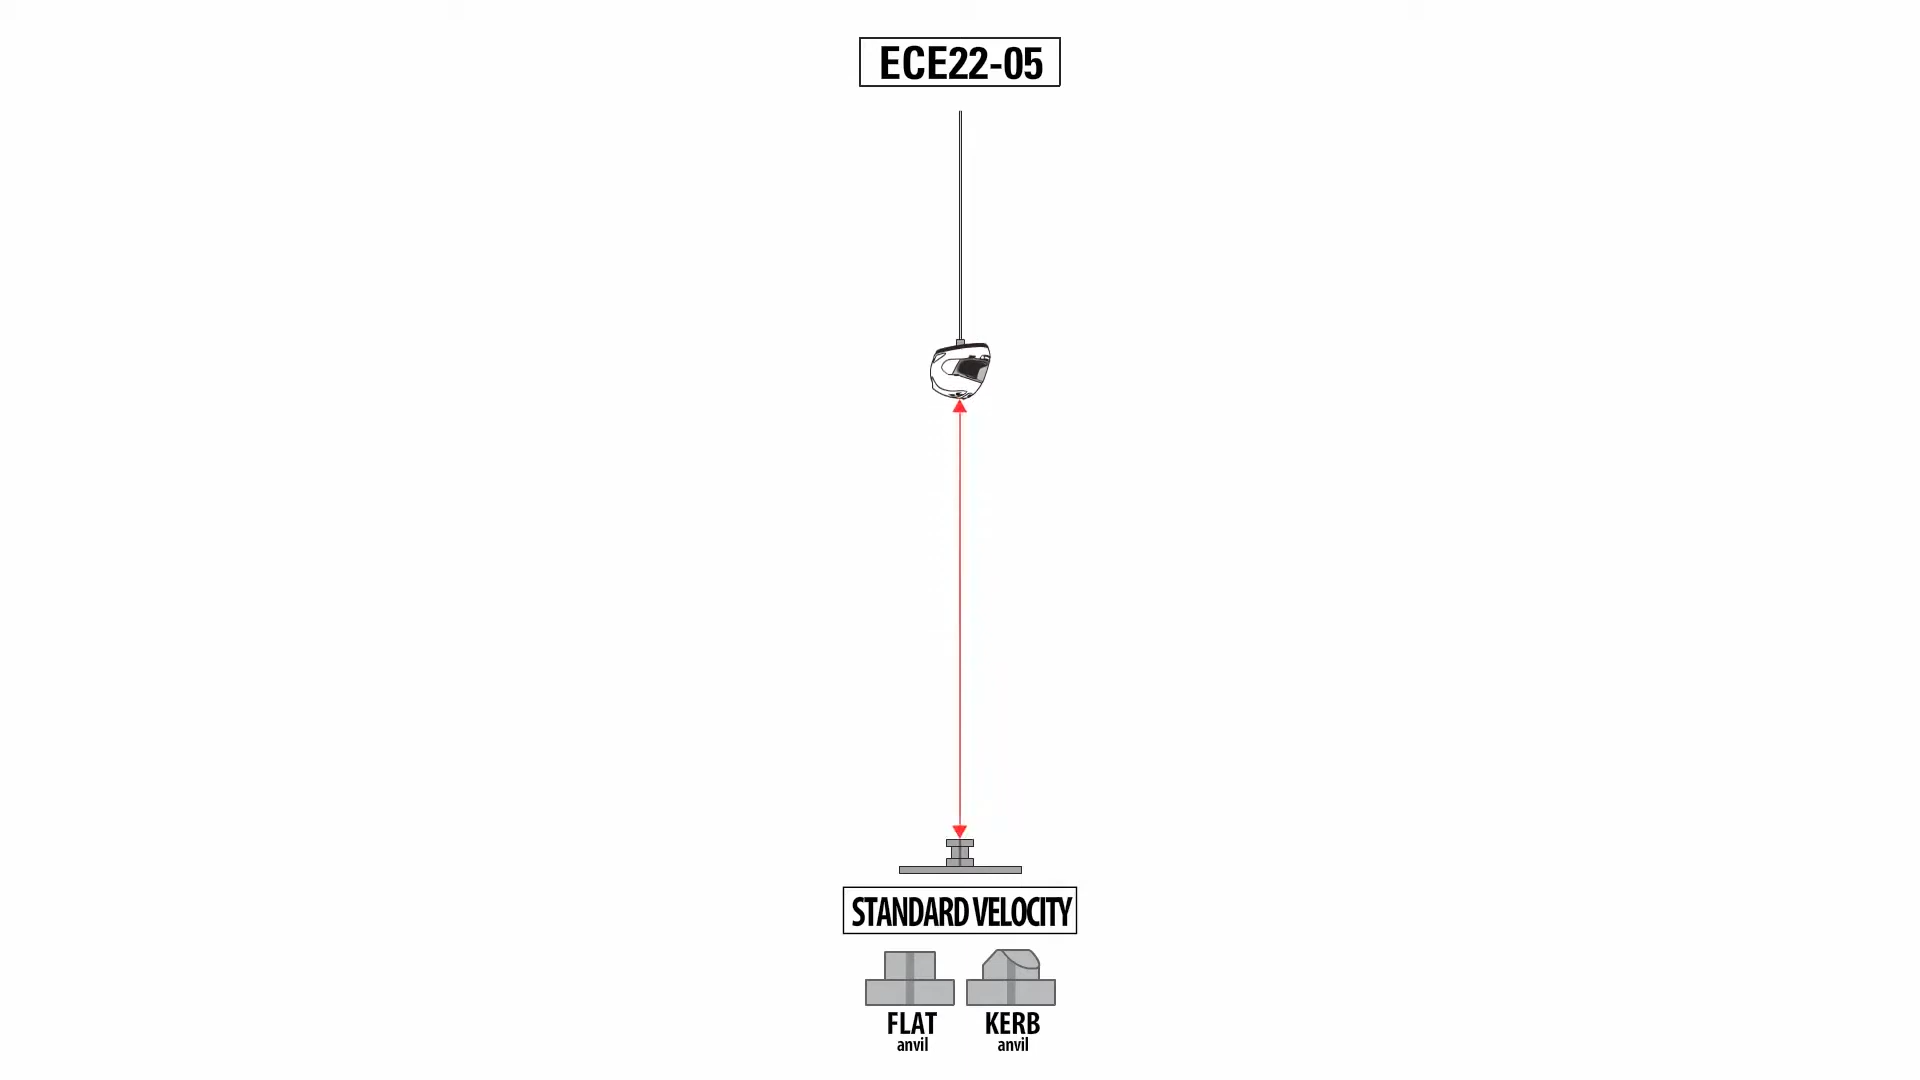 ECE22-05
STANDARD VELOCITY
FLAT
anvil
KERB
anvil